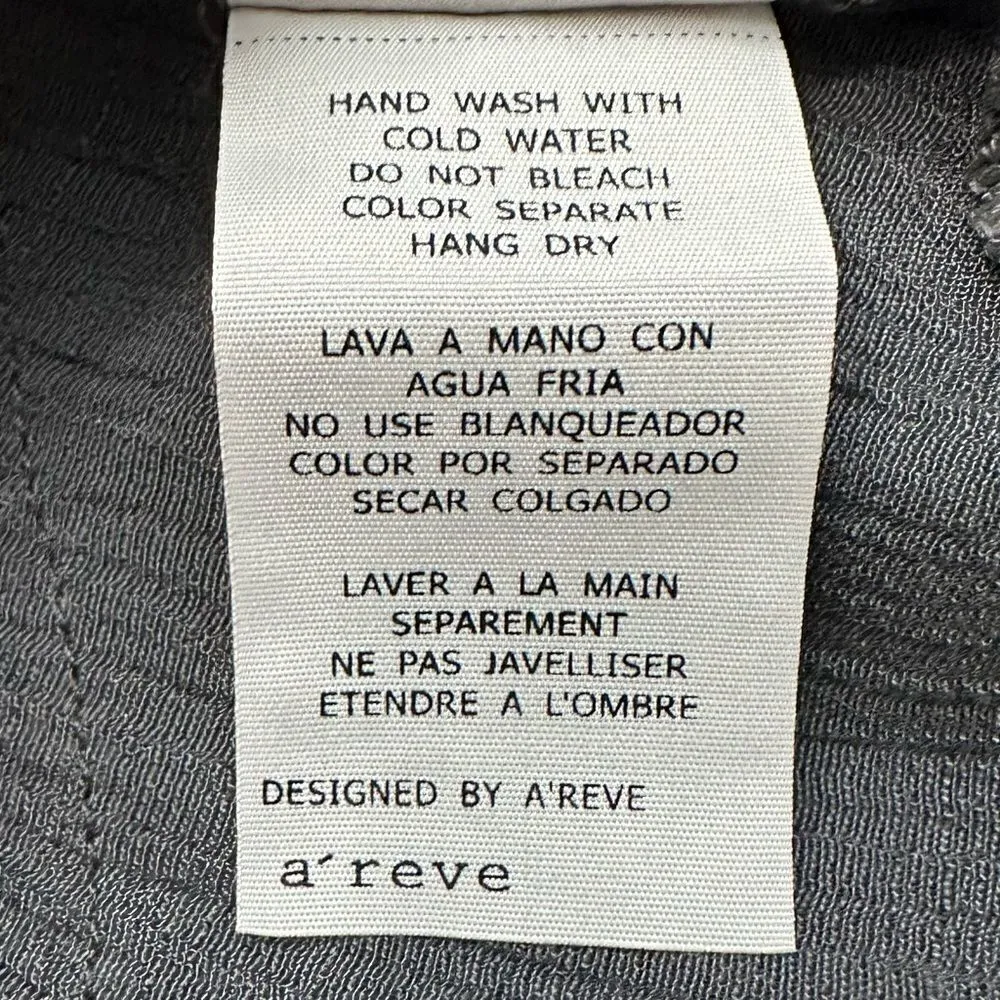 HAND WASH WITH
COLD WATER
DO NOT BLEACH
COLOR SEPARATE
HANG DRY
LAVA A MANO CON
AGUA FRIA
NO USE BLANQUEADOR
COLOR POR SEPARADO
SECAR COLGADO
LAVER A LA MAIN
SEPAREMENT
NE PAS JAVELLISER
ETENDRE A L'OMBRE
DESIGNED BY A'REVE
a´reve